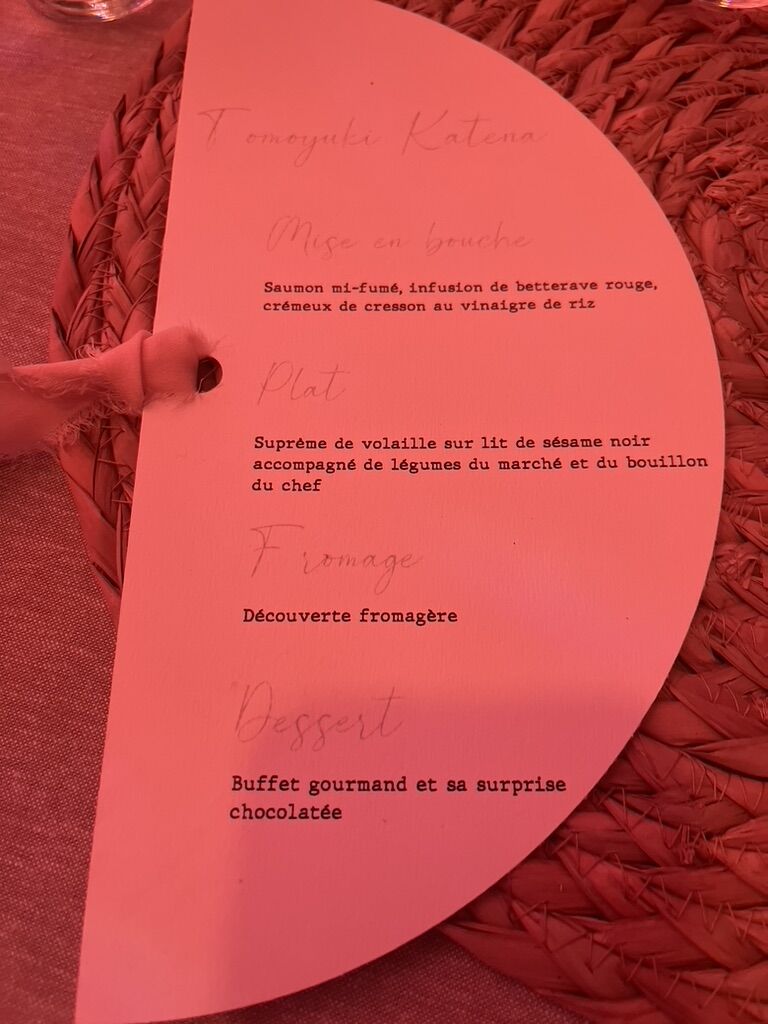 Tomoyuki Katena
Mise en bouche
Saumon mi-fumé, infusion de betterave rouge,
crémeux de cresson au vinaigre de riz
Plat
Suprême de volaille sur lit de sésame noir
accompagné de légumes du marché et du bouillon
du chef
Fromage
Découverte fromagère
Dessert
Buffet gourmand et sa surprise
chocolatée